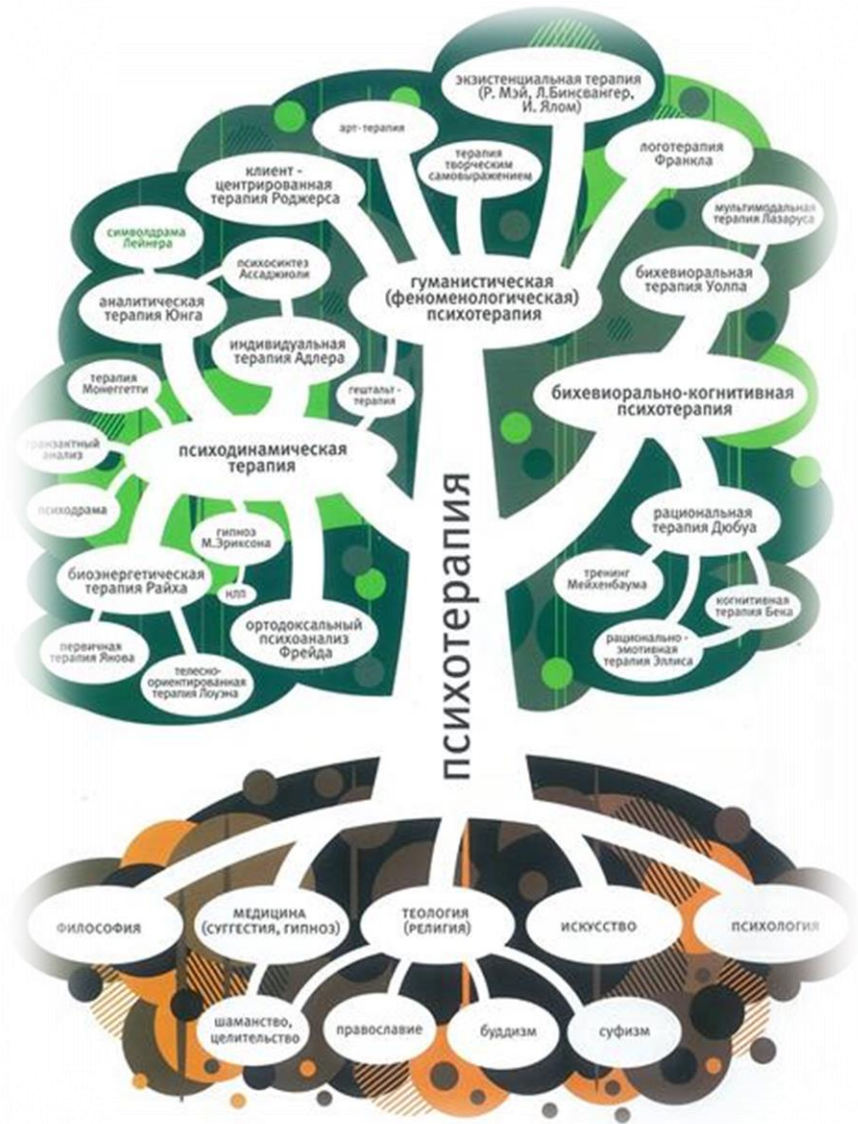 экзистенциальная терапия
(Р. Мэй, Л.Бинсвангер,
И. Ялом)
арт-терапия
терапия
творческим
самовыражением
логотерапия
Франкла
клиент -
центрированная
терапия Роджерса
мультимодальная
терапия Лазаруса
символдрама
Лейнера
психосинтез
Ассаджиоли
гуманистическая
(феноменологическая)
психотерапия
бихевиоральная
терапия Уолпа
аналитическая
терапия Юнга
индивидуальная
терапия Адлера
терапия
Монеггетти
гештальт -
терапия
бихевиорально-когнитивная
психотерапия
транзактный
анализ
психодинамическая
терапия
психодрама
гипноз
М.Эриксона
рациональная
терапия Дюбуа
биоэнергетическая
терапия Райха
нлп
тренинг
Мейхенбаума
когнитивная
терапия Бека
первичная
терапия Янова
телесно-
ориентированная
терапия Лоуэна
ортодоксальный
психоанализ
Фрейда
рационально -
эмотивная
терапия Эллиса
психотерапия
философия
медицина
(суггестия, гипноз)
теология
(религия)
искусство
психология
шаманство,
целительство
православие
буддизм
суфизм